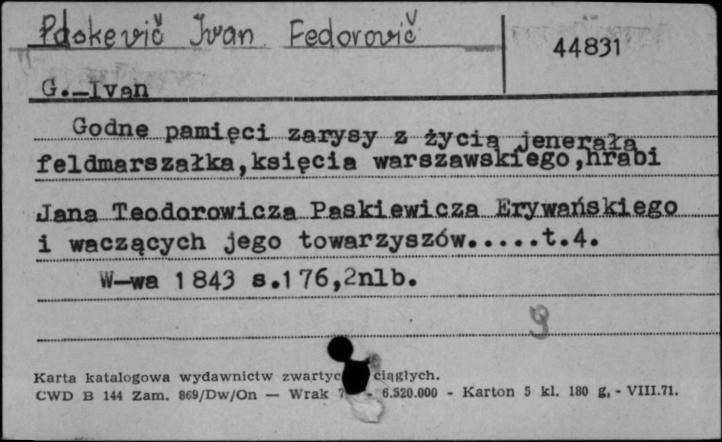 Paskevič Ivan Fedorovič
44831
G.-Ivan
Godne pamięci zarysy z życia jenerała
feldmarszałka,księcia warszawskiego,hrabi
Jana Teodorowicza Paskiewicza Erywańskiego
i waczących jego towarzyszów.....t.4.
W-wa 1843 s.176,2nlb.
9
Karta katalogowa wydawnictw ciągłych.
CWD B 144 Zam. 869/Dw/On — Wrak 6.520.000 - Karton 5 kl. 180 g, - VIII.71.